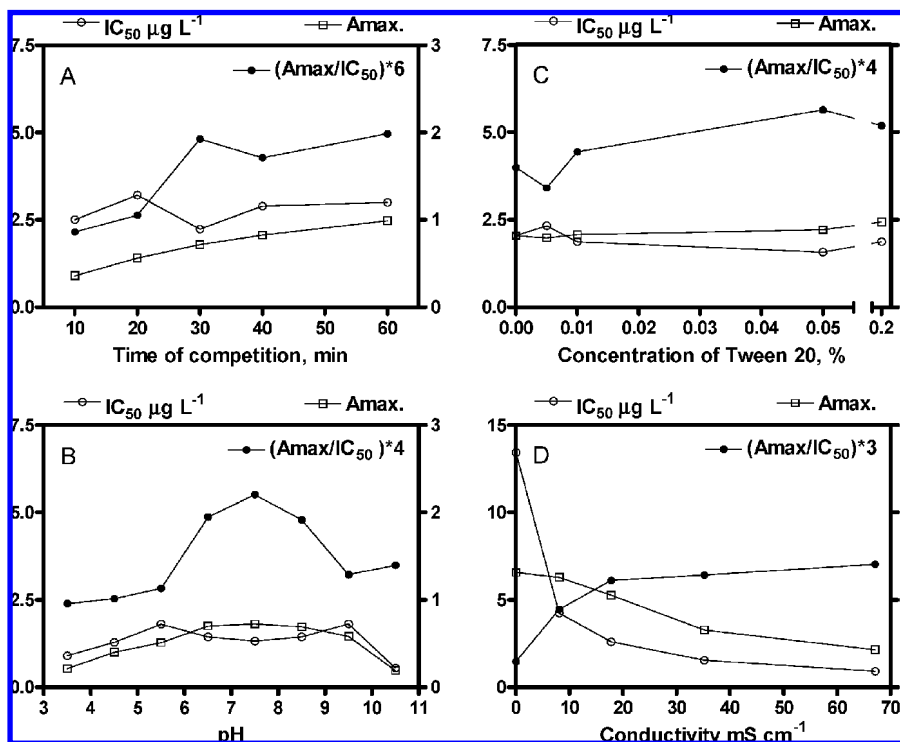 IC50 μg L-1 Amax.
A (Amax/IC50)*6
7.5 3
5.0 2
2.5 1
0.0 0
10 20 30 40 50 60
Time of competition, min
IC50 μg L-1 Amax.
C (Amax/IC50)*4
7.5
5.0
2.5
0.0
0.00 0.01 0.02 0.03 0.04 0.05 0.2
Concentration of Tween 20, %
IC50 μg L-1 Amax.
B (Amax/IC50 )*4
7.5 3
5.0 2
2.5 1
0.0 0
3 4 5 6 7 8 9 10 11
pH
IC50 μg L-1 Amax.
D (Amax/IC50)*3
15
10
5
0
0 10 20 30 40 50 60 70
Conductivity mS cm-1